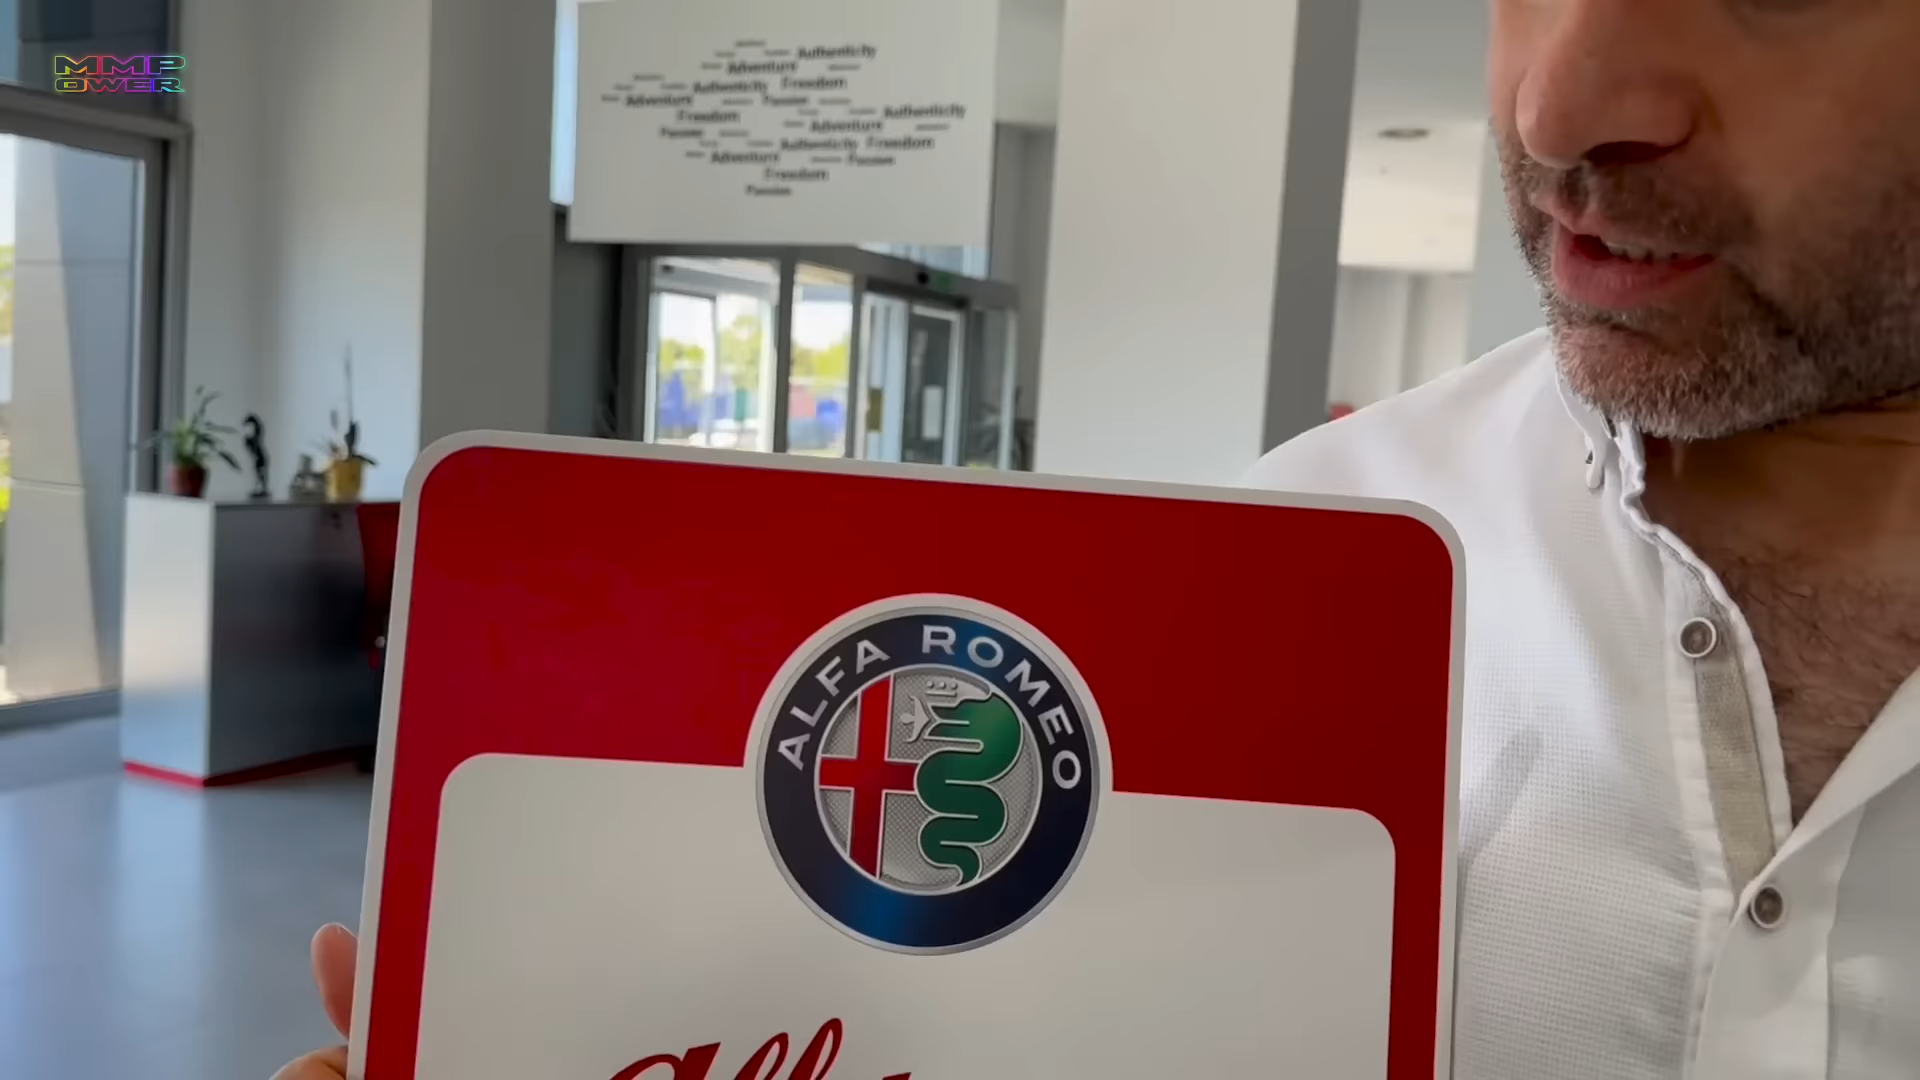 MMP
OWER
Authenticity
Adventure
Authenticity Freedom
Adventure Passion
Authenticity
Freedom
Adventure
Passion
Authenticity Freedom
Adventure Passion
Freedom
Passion
ALFA ROMEO